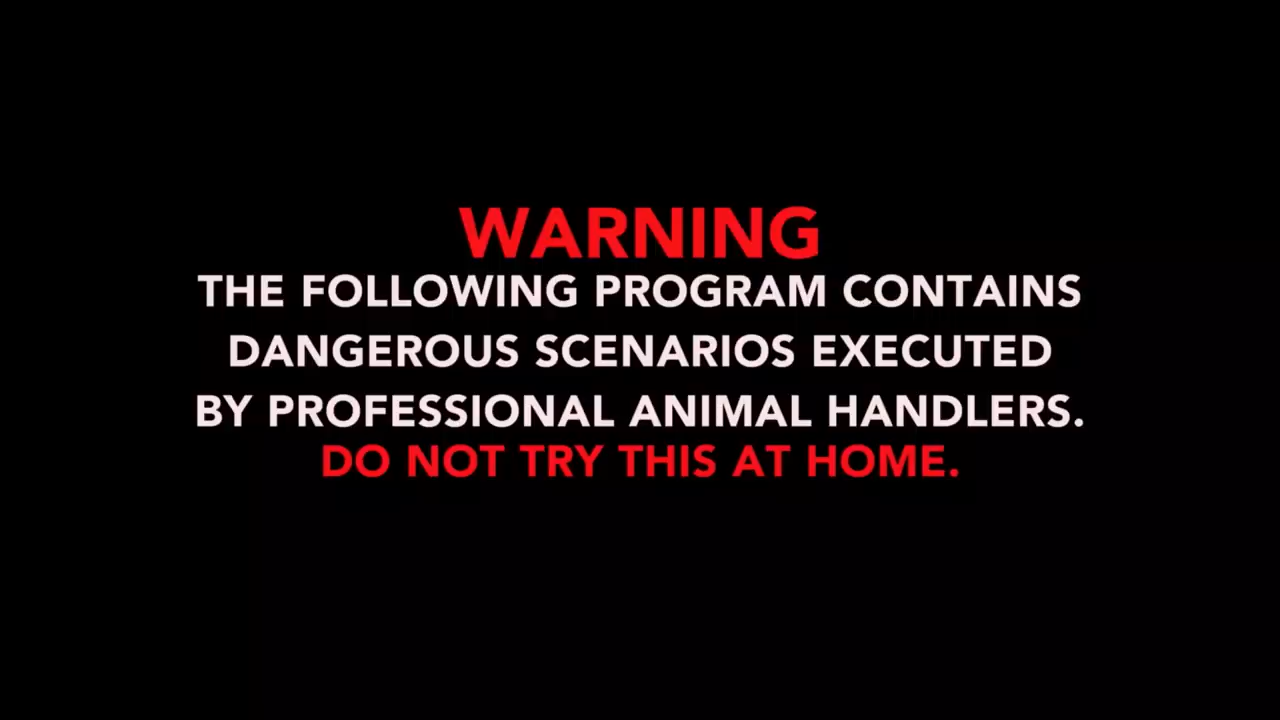 WARNING
THE FOLLOWING PROGRAM CONTAINS
DANGEROUS SCENARIOS EXECUTED
BY PROFESSIONAL ANIMAL HANDLERS.
DO NOT TRY THIS AT HOME.